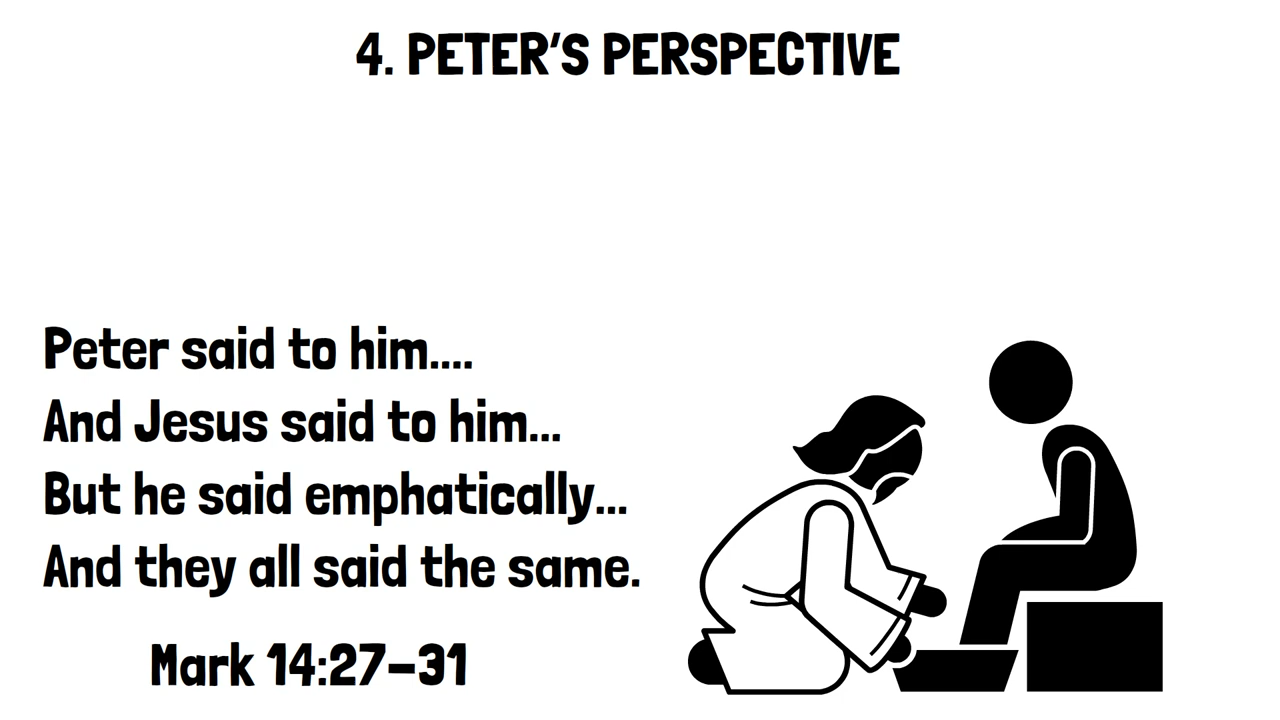 4. PETER'S PERSPECTIVE
Peter said to him....
And Jesus said to him...
But he said emphatically...
And they all said the same.
Mark 14:27–31